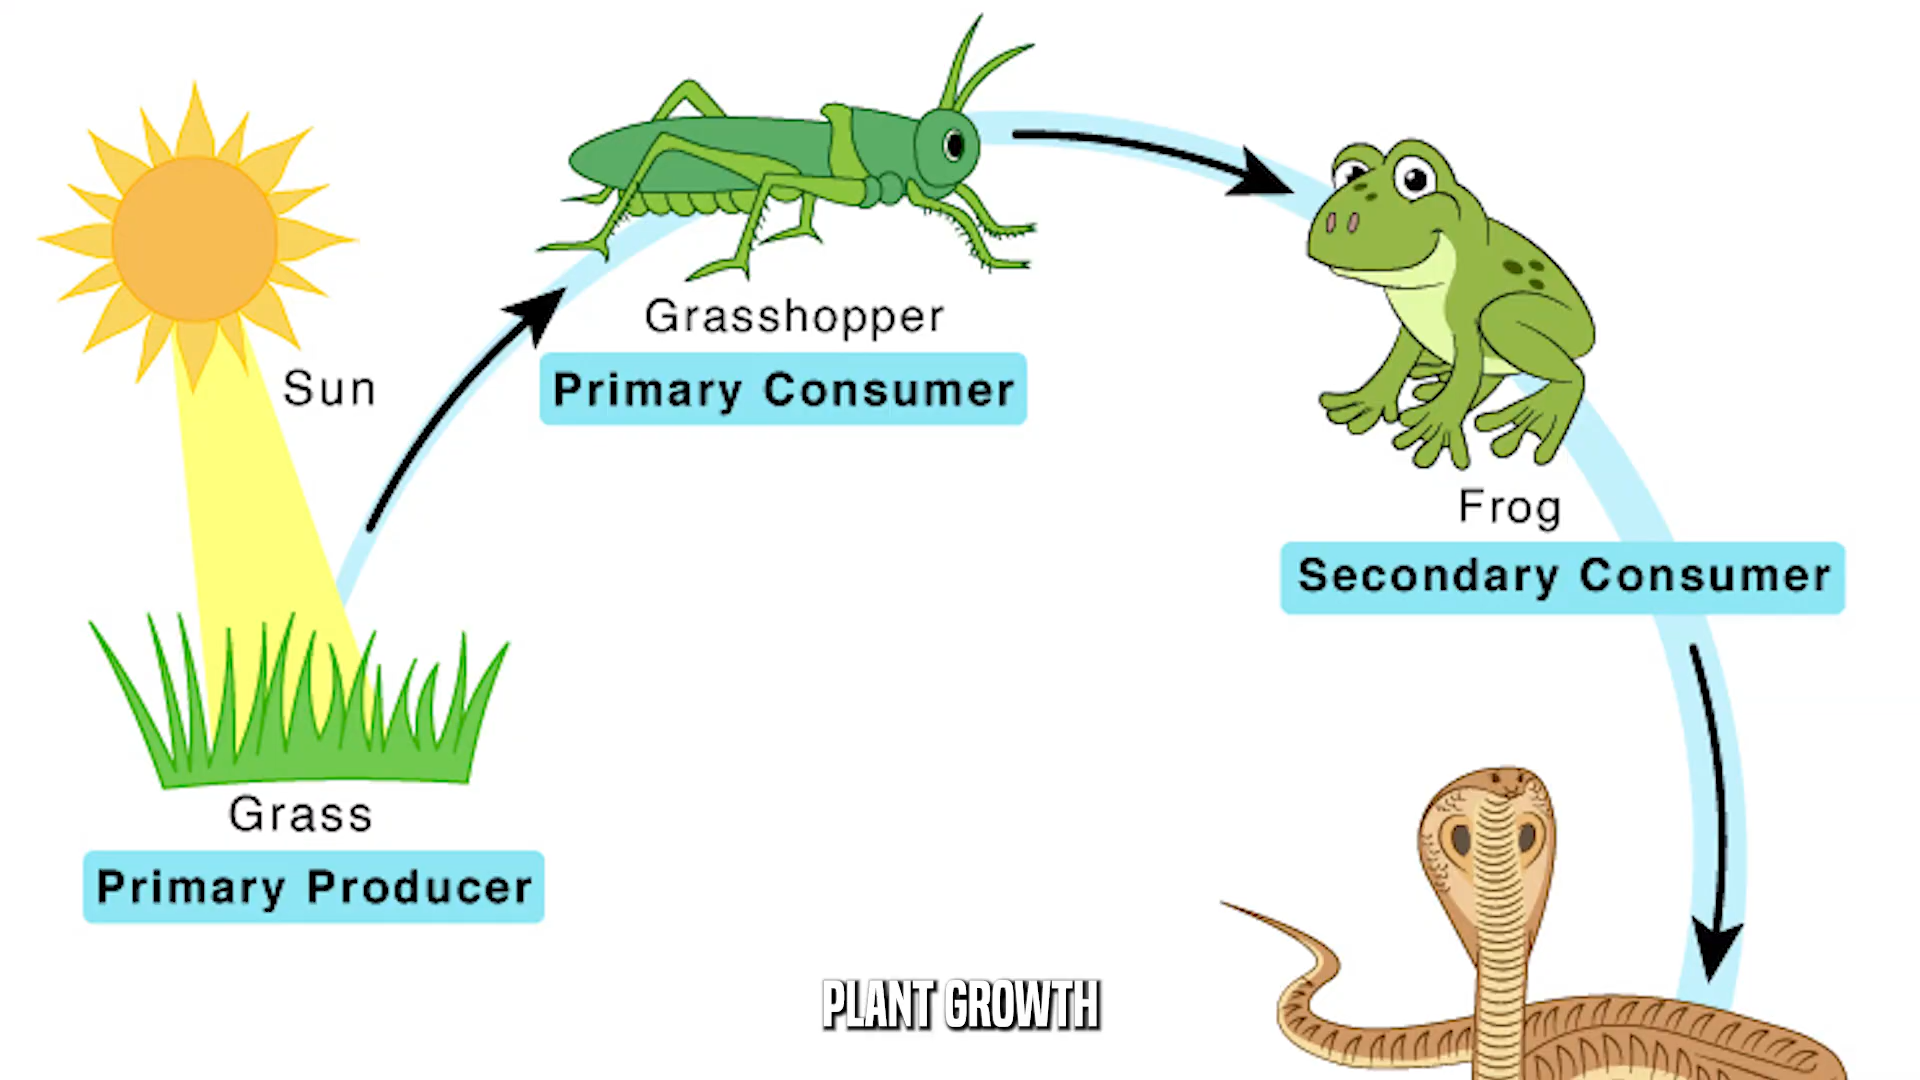 Sun
Grasshopper
Primary Consumer
Frog
Secondary Consumer
Grass
Primary Producer
PLANT GROWTH